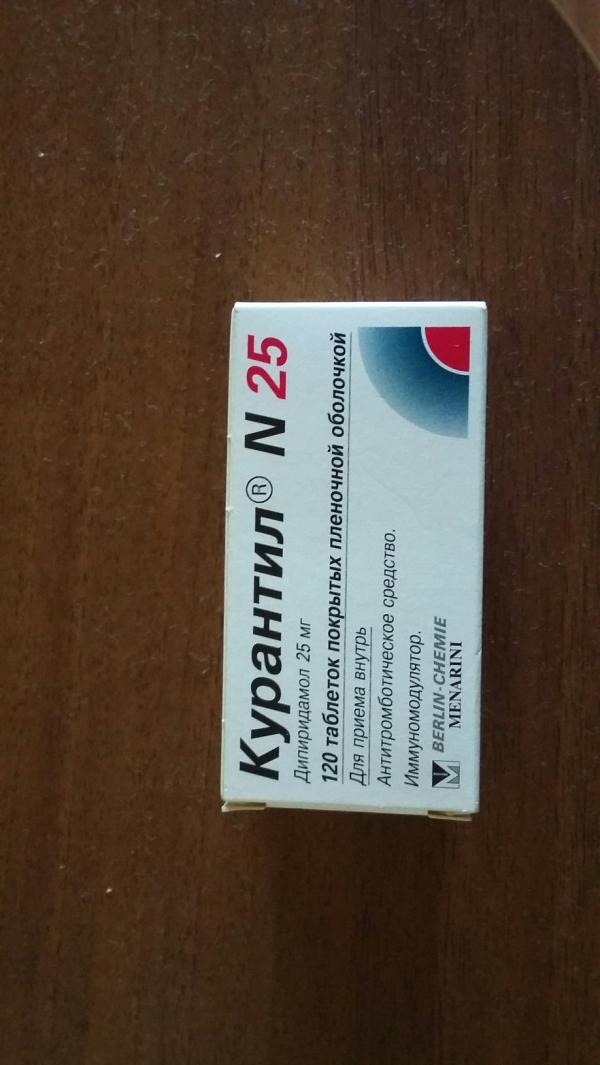 Курантил® N 25
Дипиридамол 25 мг
120 таблеток покрытых пленочной оболочкой
Для приема внутрь
Антитромботическое средство.
Иммуномодулятор.
BERLIN-CHEMIE
MENARINI